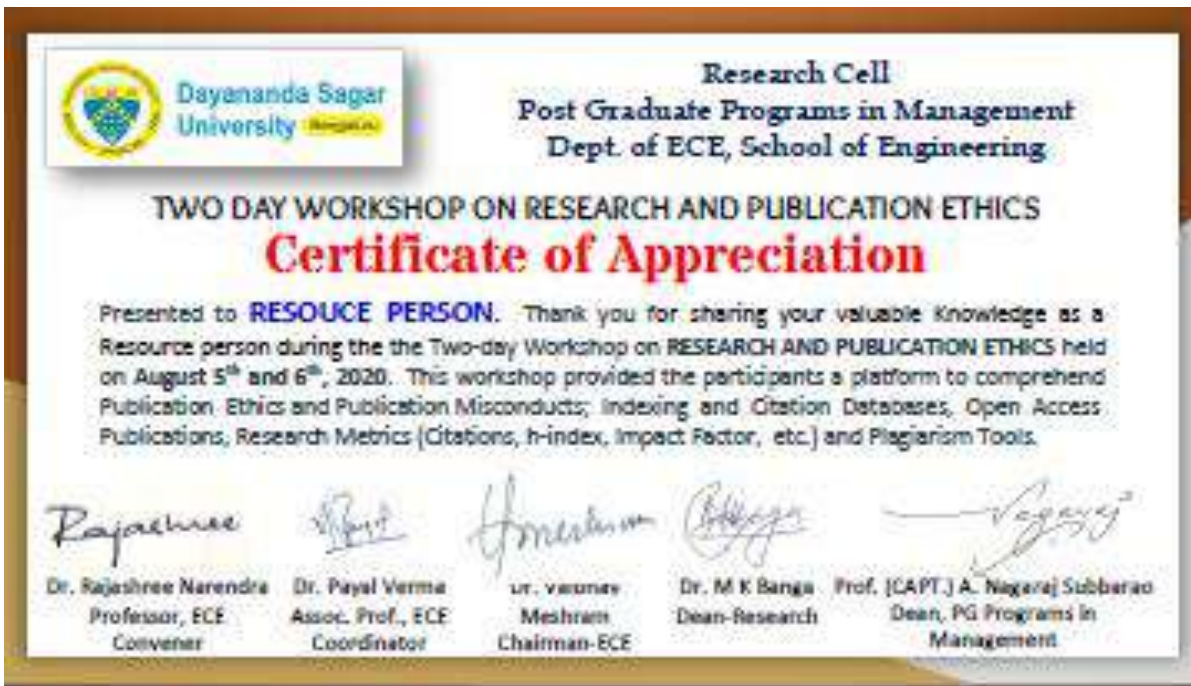 Dayananda Sagar
University Bengaluru
Research Cell
Post Graduate Programs in Management
Dept. of ECE, School of Engineering
TWO DAY WORKSHOP ON RESEARCH AND PUBLICATION ETHICS
Certificate of Appreciation
Presented to RESOUCE PERSON. Thank you for sharing your valuable Knowledge as a
Resource person during the the Two-day Workshop on RESEARCH AND PUBLICATION ETHICS held
on August 5th and 6th, 2020. This workshop provided the participants a platform to comprehend
Publication Ethics and Publication Misconducts; Indexing and Citation Databases, Open Access
Publications, Research Metrics (Citations, h-index, Impact Factor, etc.) and Plagiarism Tools.
Rajashree
Nagaraj
Dr. Rajashree Narendra
Professor, ECE
Convener
Dr. Payal Verma
Assoc. Prof., ECE
Coordinator
Dr.
Meshram
Chairman-ECE
Dr. M K Banga
Dean-Research
Prof. (CAPT.) A. Nagaraj Subbarao
Dean, PG Programs in
Management